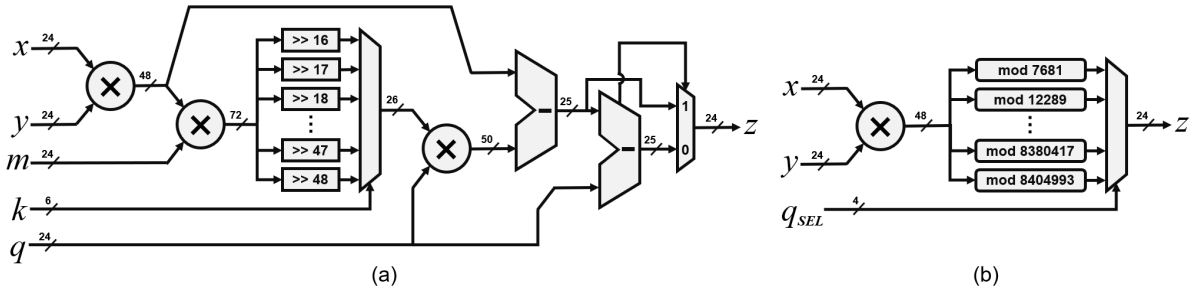 x 24
y 24
m 24
k 6
q 24
× 48
× 72
>> 16
>> 17
>> 18
⋮
>> 47
>> 48
26
× 50
− 25
− 25
1
0
24 z
(a)
x 24
y 24
q_SEL 4
× 48
mod 7681
mod 12289
⋮
mod 8380417
mod 8404993
24 z
(b)